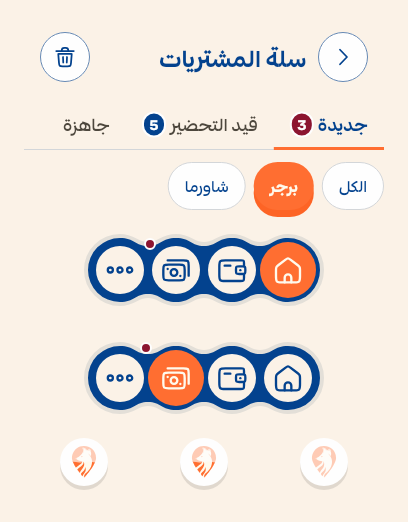 سلة المشتريات
جديدة 3 قيد التحضير 5 جاهزة
الكل برجر شاورما